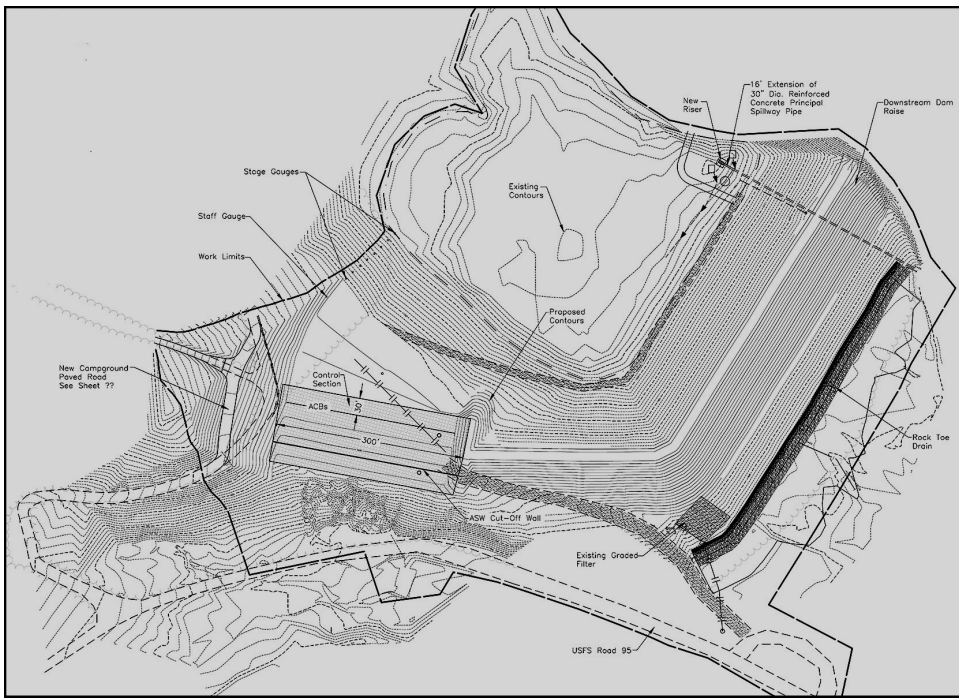 16' Extension of
30" Dia. Reinforced
Concrete Principal
Spillway Pipe
New
Riser
Downstream Dam
Raise
Stage Gauges
Existing
Contours
Staff Gauge
Work Limits
Proposed
Contours
New Campground
Paved Road
See Sheet ??
Control
Section
30'
ACBs
300'
Rock Toe
Drain
ASW Cut-Off Wall
Existing Graded
Filter
USFS Road 95